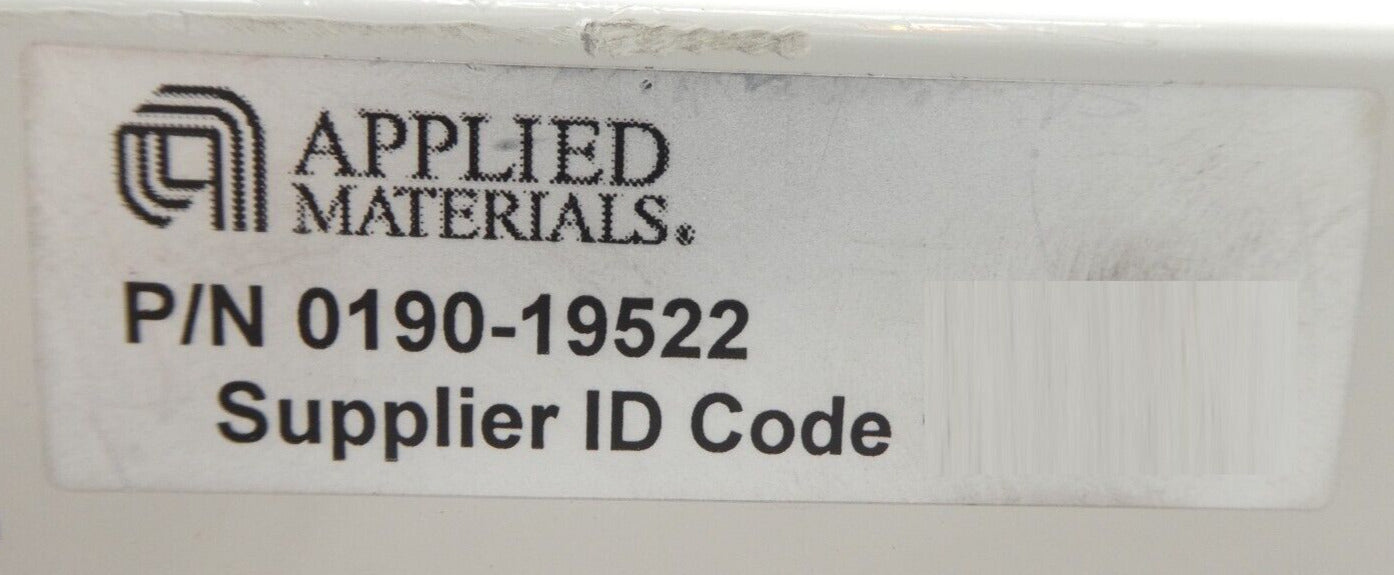 APPLIED
MATERIALS®
P/N 0190-19522
Supplier ID Code